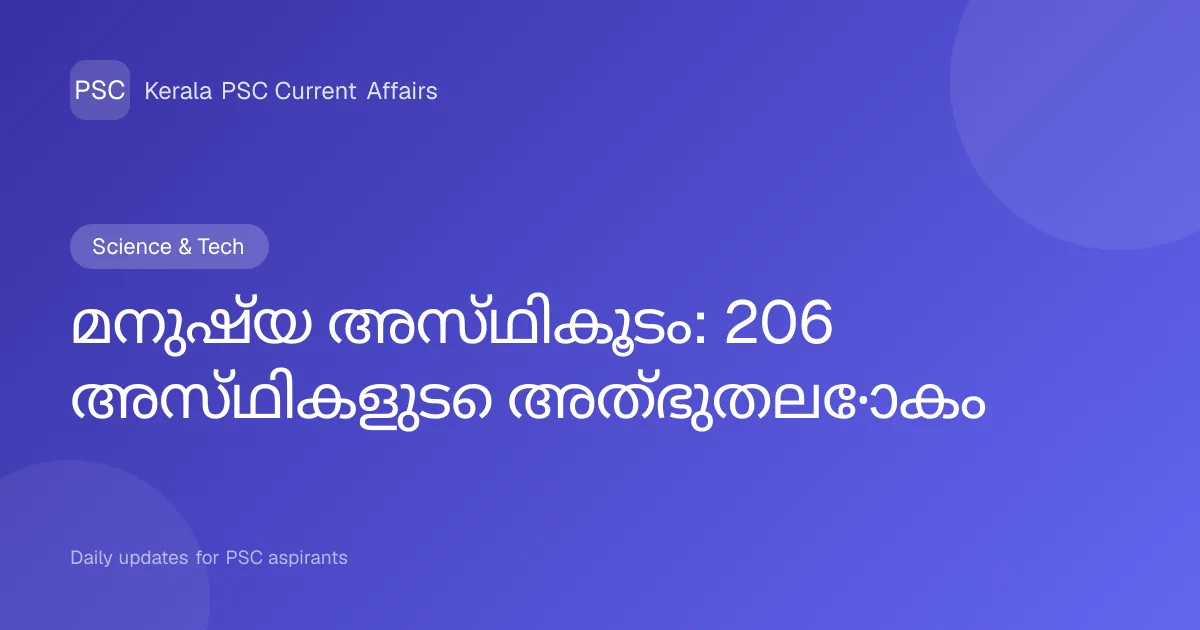 PSC Kerala PSC Current Affairs
Science & Tech
മനുഷ്യ അസ്ഥികൂടം: 206
അസ്ഥികളുടെ അത്ഭുതലോകം
Daily updates for PSC aspirants